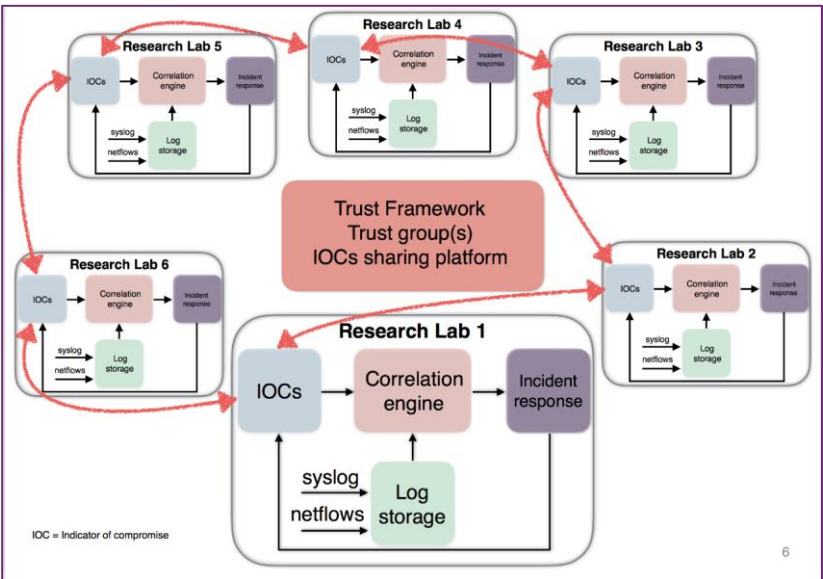 Research Lab 5
IOCs
Correlation
engine
Incident
response
syslog
netflows
Log
storage
Research Lab 4
IOCs
Correlation
engine
Incident
response
syslog
netflows
Log
storage
Research Lab 3
IOCs
Correlation
engine
Incident
response
syslog
netflows
Log
storage
Trust Framework
Trust group(s)
IOCs sharing platform
Research Lab 6
IOCs
Correlation
engine
Incident
response
syslog
netflows
Log
storage
Research Lab 2
IOCs
Correlation
engine
Incident
response
syslog
netflows
Log
storage
Research Lab 1
IOCs
Correlation
engine
Incident
response
syslog
netflows
Log
storage
IOC = Indicator of compromise
6